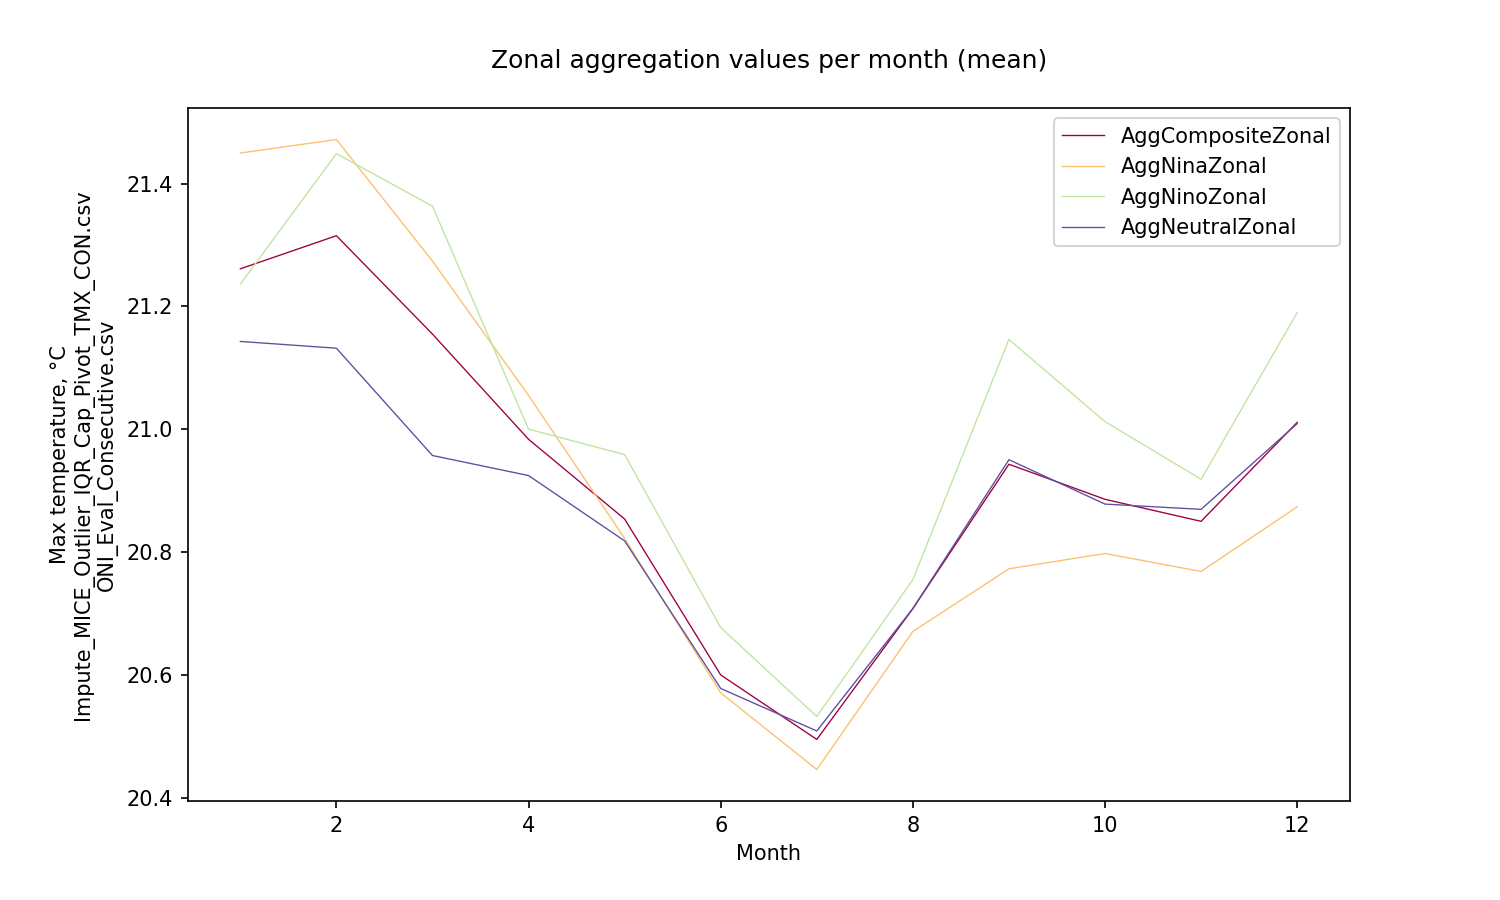 Zonal aggregation values per month (mean)
Max temperature, °C
Impute_MICE_Outlier_IQR_Cap_Pivot_TMX_CON.csv
ONI_Eval_Consecutive.csv
21.4
21.2
21.0
20.8
20.6
20.4
AggCompositeZonal
AggNinaZonal
AggNinoZonal
AggNeutralZonal
2 4 6 8 10 12
Month